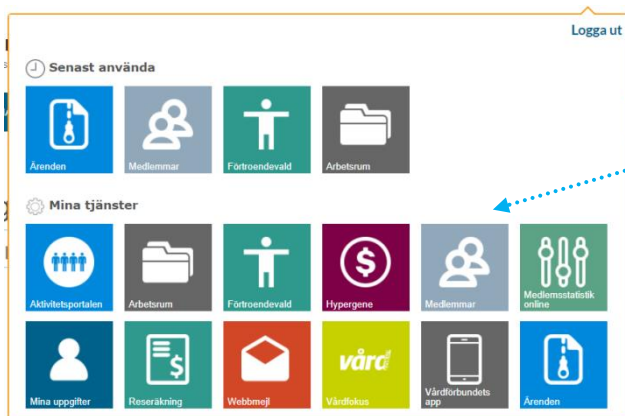 Logga ut
Senast använda
Ärenden
Medlemmar
Förtroendevald
Arbetsrum
Mina tjänster
Aktivitetsportalen
Arbetsrum
Förtroendevald
$
Hypergene
Medlemmar
Medlemsstatistik
online
Mina uppgifter
$
Reseräkning
Webbmejl
vård
Vårdfokus
Vårdförbundets
app
Ärenden